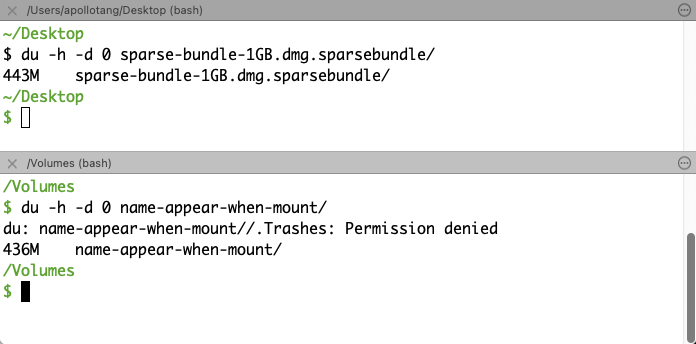 /Users/apollotang/Desktop (bash)
~/Desktop
$ du -h -d 0 sparse-bundle-1GB.dmg.sparsebundle/
443M    sparse-bundle-1GB.dmg.sparsebundle/
~/Desktop
$
/Volumes (bash)
/Volumes
$ du -h -d 0 name-appear-when-mount/
du: name-appear-when-mount//.Trashes: Permission denied
436M    name-appear-when-mount/
/Volumes
$